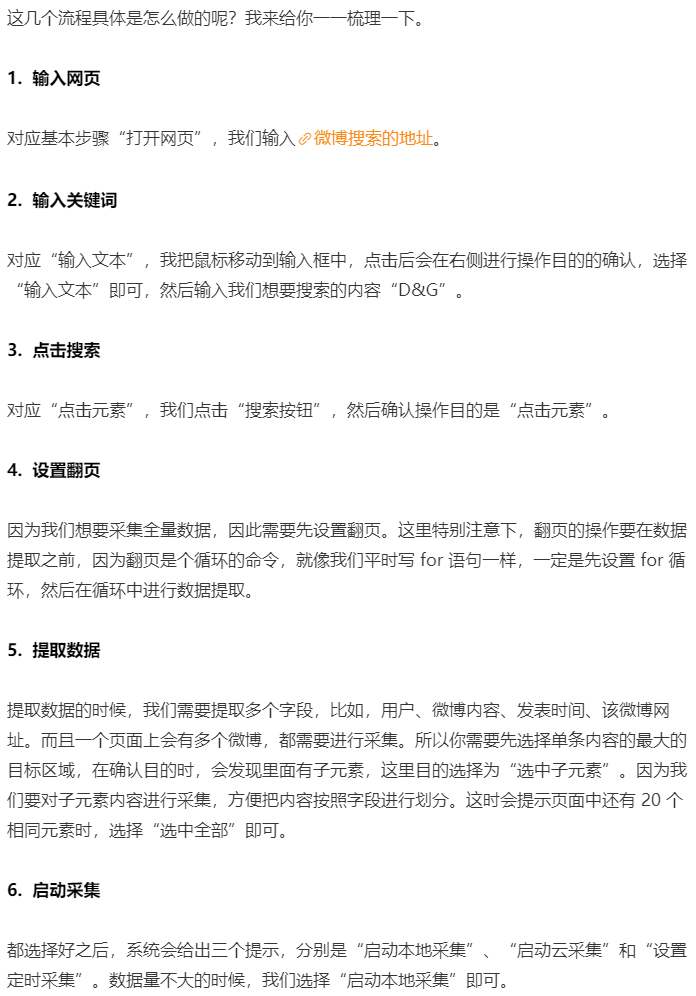 这几个流程具体是怎么做的呢？我来给你一一梳理一下。
1. 输入网页
对应基本步骤“打开网页”，我们输入微博搜索的地址。
2. 输入关键词
对应“输入文本”，我把鼠标移动到输入框中，点击后会在右侧进行操作目的的确认，选择
“输入文本”即可，然后输入我们想要搜索的内容“D&G”。
3. 点击搜索
对应“点击元素”，我们点击“搜索按钮”，然后确认操作目的是“点击元素”。
4. 设置翻页
因为我们想要采集全量数据，因此需要先设置翻页。这里特别注意下，翻页的操作要在数据
提取之前，因为翻页是个循环的命令，就像我们平时写 for 语句一样，一定是先设置 for 循
环，然后在循环中进行数据提取。
5. 提取数据
提取数据的时候，我们需要提取多个字段，比如，用户、微博内容、发表时间、该微博网
址。而且一个页面上会有多个微博，都需要进行采集。所以你需要先选择单条内容的最大的
目标区域，在确认目的时，会发现里面有子元素，这里目的选择为“选中子元素”。因为我
们要对子元素内容进行采集，方便把内容按照字段进行划分。这时会提示页面中还有 20 个
相同元素时，选择“选中全部”即可。
6. 启动采集
都选择好之后，系统会给出三个提示，分别是“启动本地采集”、“启动云采集”和“设置
定时采集”。数据量不大的时候，我们选择“启动本地采集”即可。